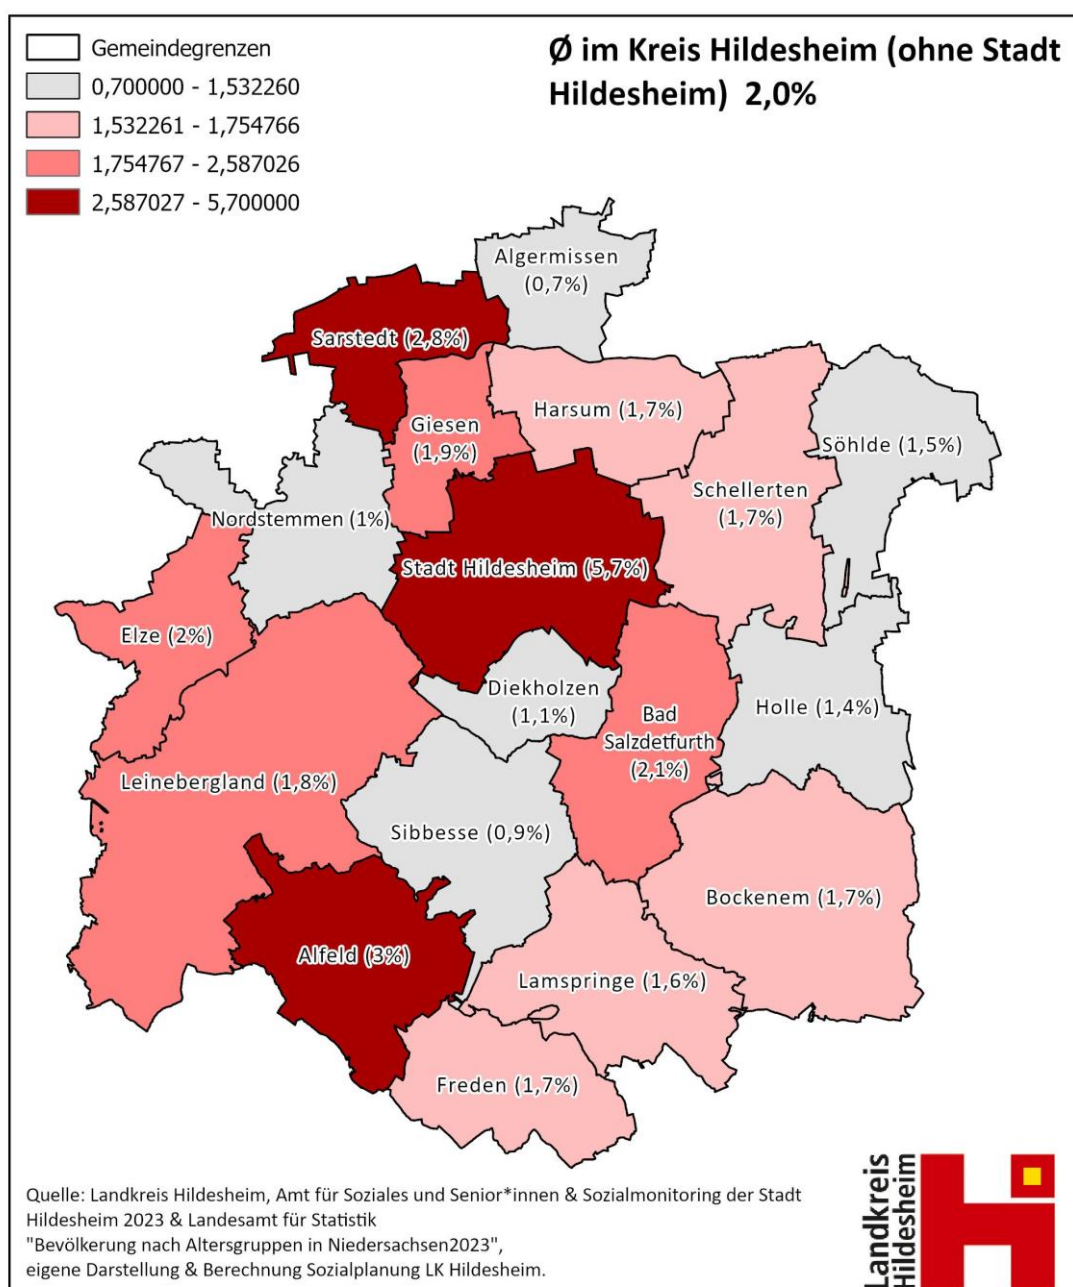 Gemeindegrenzen
0,700000 - 1,532260
1,532261 - 1,754766
1,754767 - 2,587026
2,587027 - 5,700000
Ø im Kreis Hildesheim (ohne Stadt
Hildesheim)  2,0%
Algermissen
(0,7%)
Sarstedt (2,8%)
Giesen
(1,9%)
Harsum (1,7%)
Söhlde (1,5%)
Schellerten
(1,7%)
Nordstemmen (1%)
Stadt Hildesheim (5,7%)
Elze (2%)
Diekholzen
(1,1%)
Bad
Salzdetfurth
(2,1%)
Holle (1,4%)
Leinebergland (1,8%)
Sibbesse (0,9%)
Bockenem (1,7%)
Alfeld (3%)
Lamspringe (1,6%)
Freden (1,7%)
Quelle: Landkreis Hildesheim, Amt für Soziales und Senior*innen & Sozialmonitoring der Stadt
Hildesheim 2023 & Landesamt für Statistik
"Bevölkerung nach Altersgruppen in Niedersachsen2023",
eigene Darstellung & Berechnung Sozialplanung LK Hildesheim.
Landkreis
Hildesheim